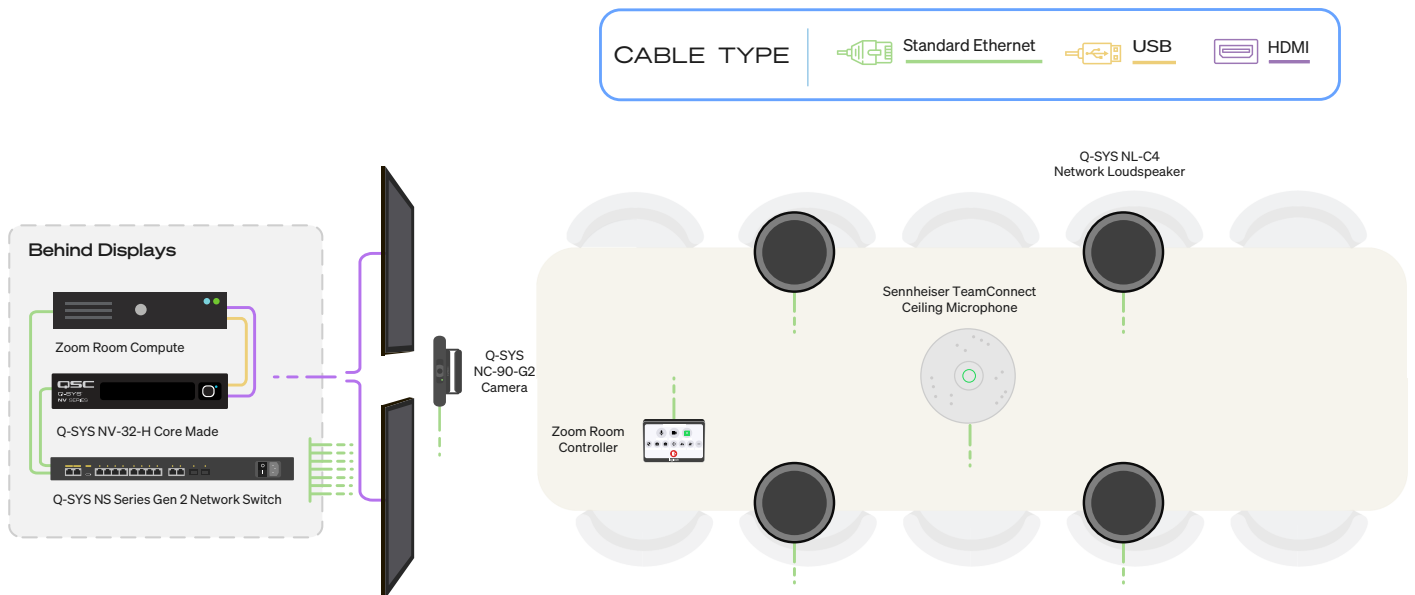 CABLE TYPE
Standard Ethernet
USB
HDMI
Q-SYS NL-C4
Network Loudspeaker
Behind Displays
Sennheiser TeamConnect
Ceiling Microphone
Zoom Room Compute
Q-SYS
NC-90-G2
Camera
QSC
Q-SYS
NV SERIES
Q-SYS NV-32-H Core Made
Zoom Room
Controller
Q-SYS NS Series Gen 2 Network Switch